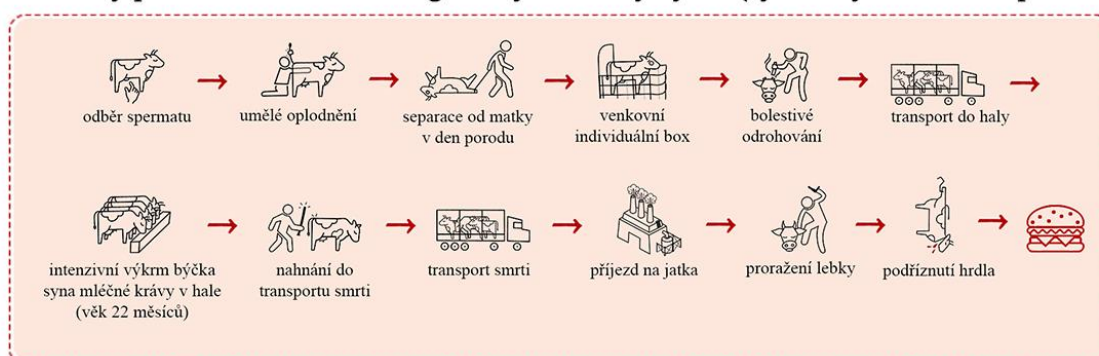 odběr spermatu
umělé oplodnění
separace od matky
v den porodu
venkovní
individuální box
bolestivé
odrohování
transport do haly
intenzivní výkrm býčka
syna mléčné krávy v hale
(věk 22 měsíců)
nahnání do
transportu smrti
transport smrti
příjezd na jatka
proražení lebky
podříznutí hrdla